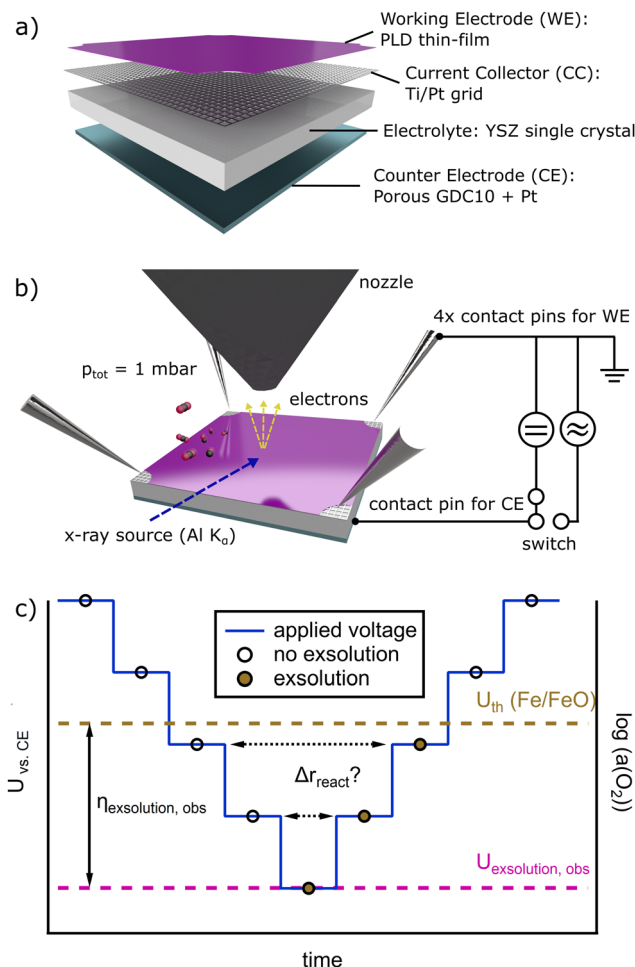 a)
Working Electrode (WE):
PLD thin-film
Current Collector (CC):
Ti/Pt grid
Electrolyte: YSZ single crystal
Counter Electrode (CE):
Porous GDC10 + Pt
b)
nozzle
4x contact pins for WE
p_tot = 1 mbar
electrons
contact pin for CE
x-ray source (Al K_α)
switch
c)
applied voltage
no exsolution
exsolution
U_th (Fe/FeO)
U_vs. CE
log (a(O₂))
Δr_react?
η_exsolution, obs
U_exsolution, obs
time